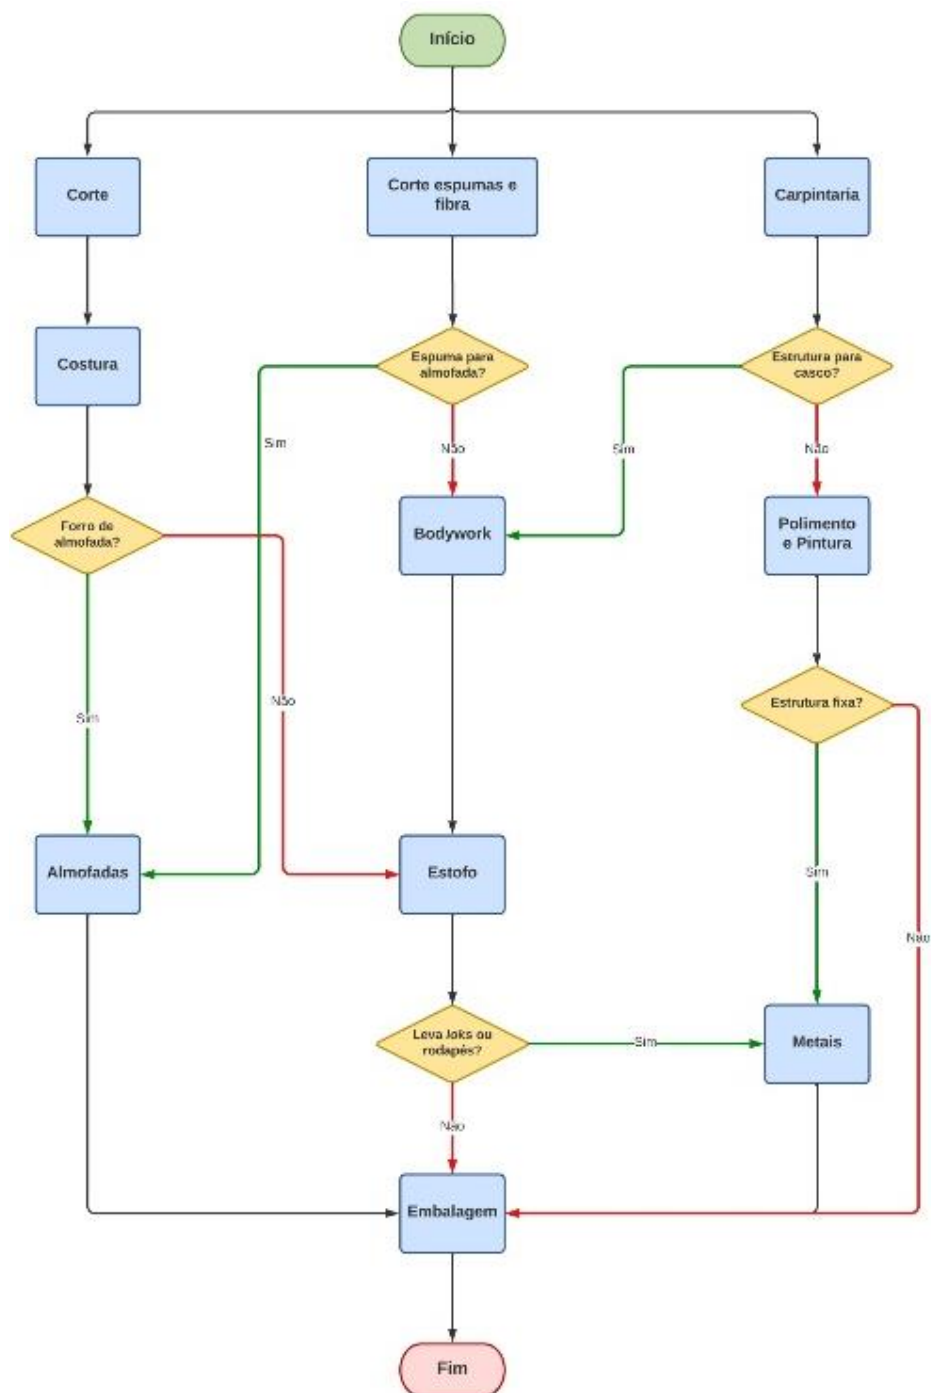 Início
Corte
Corte espumas e
fibra
Carpintaria
Costura
Espuma para
almofada?
Estrutura para
casco?
Sim
Não
Sim
Não
Forro de
almofada?
Bodywork
Polimento
e Pintura
Sim
Não
Estrutura fixa?
Almofadas
Estofo
Sim
Não
Leva loks ou
rodapés?
Sim
Metais
Não
Embalagem
Fim